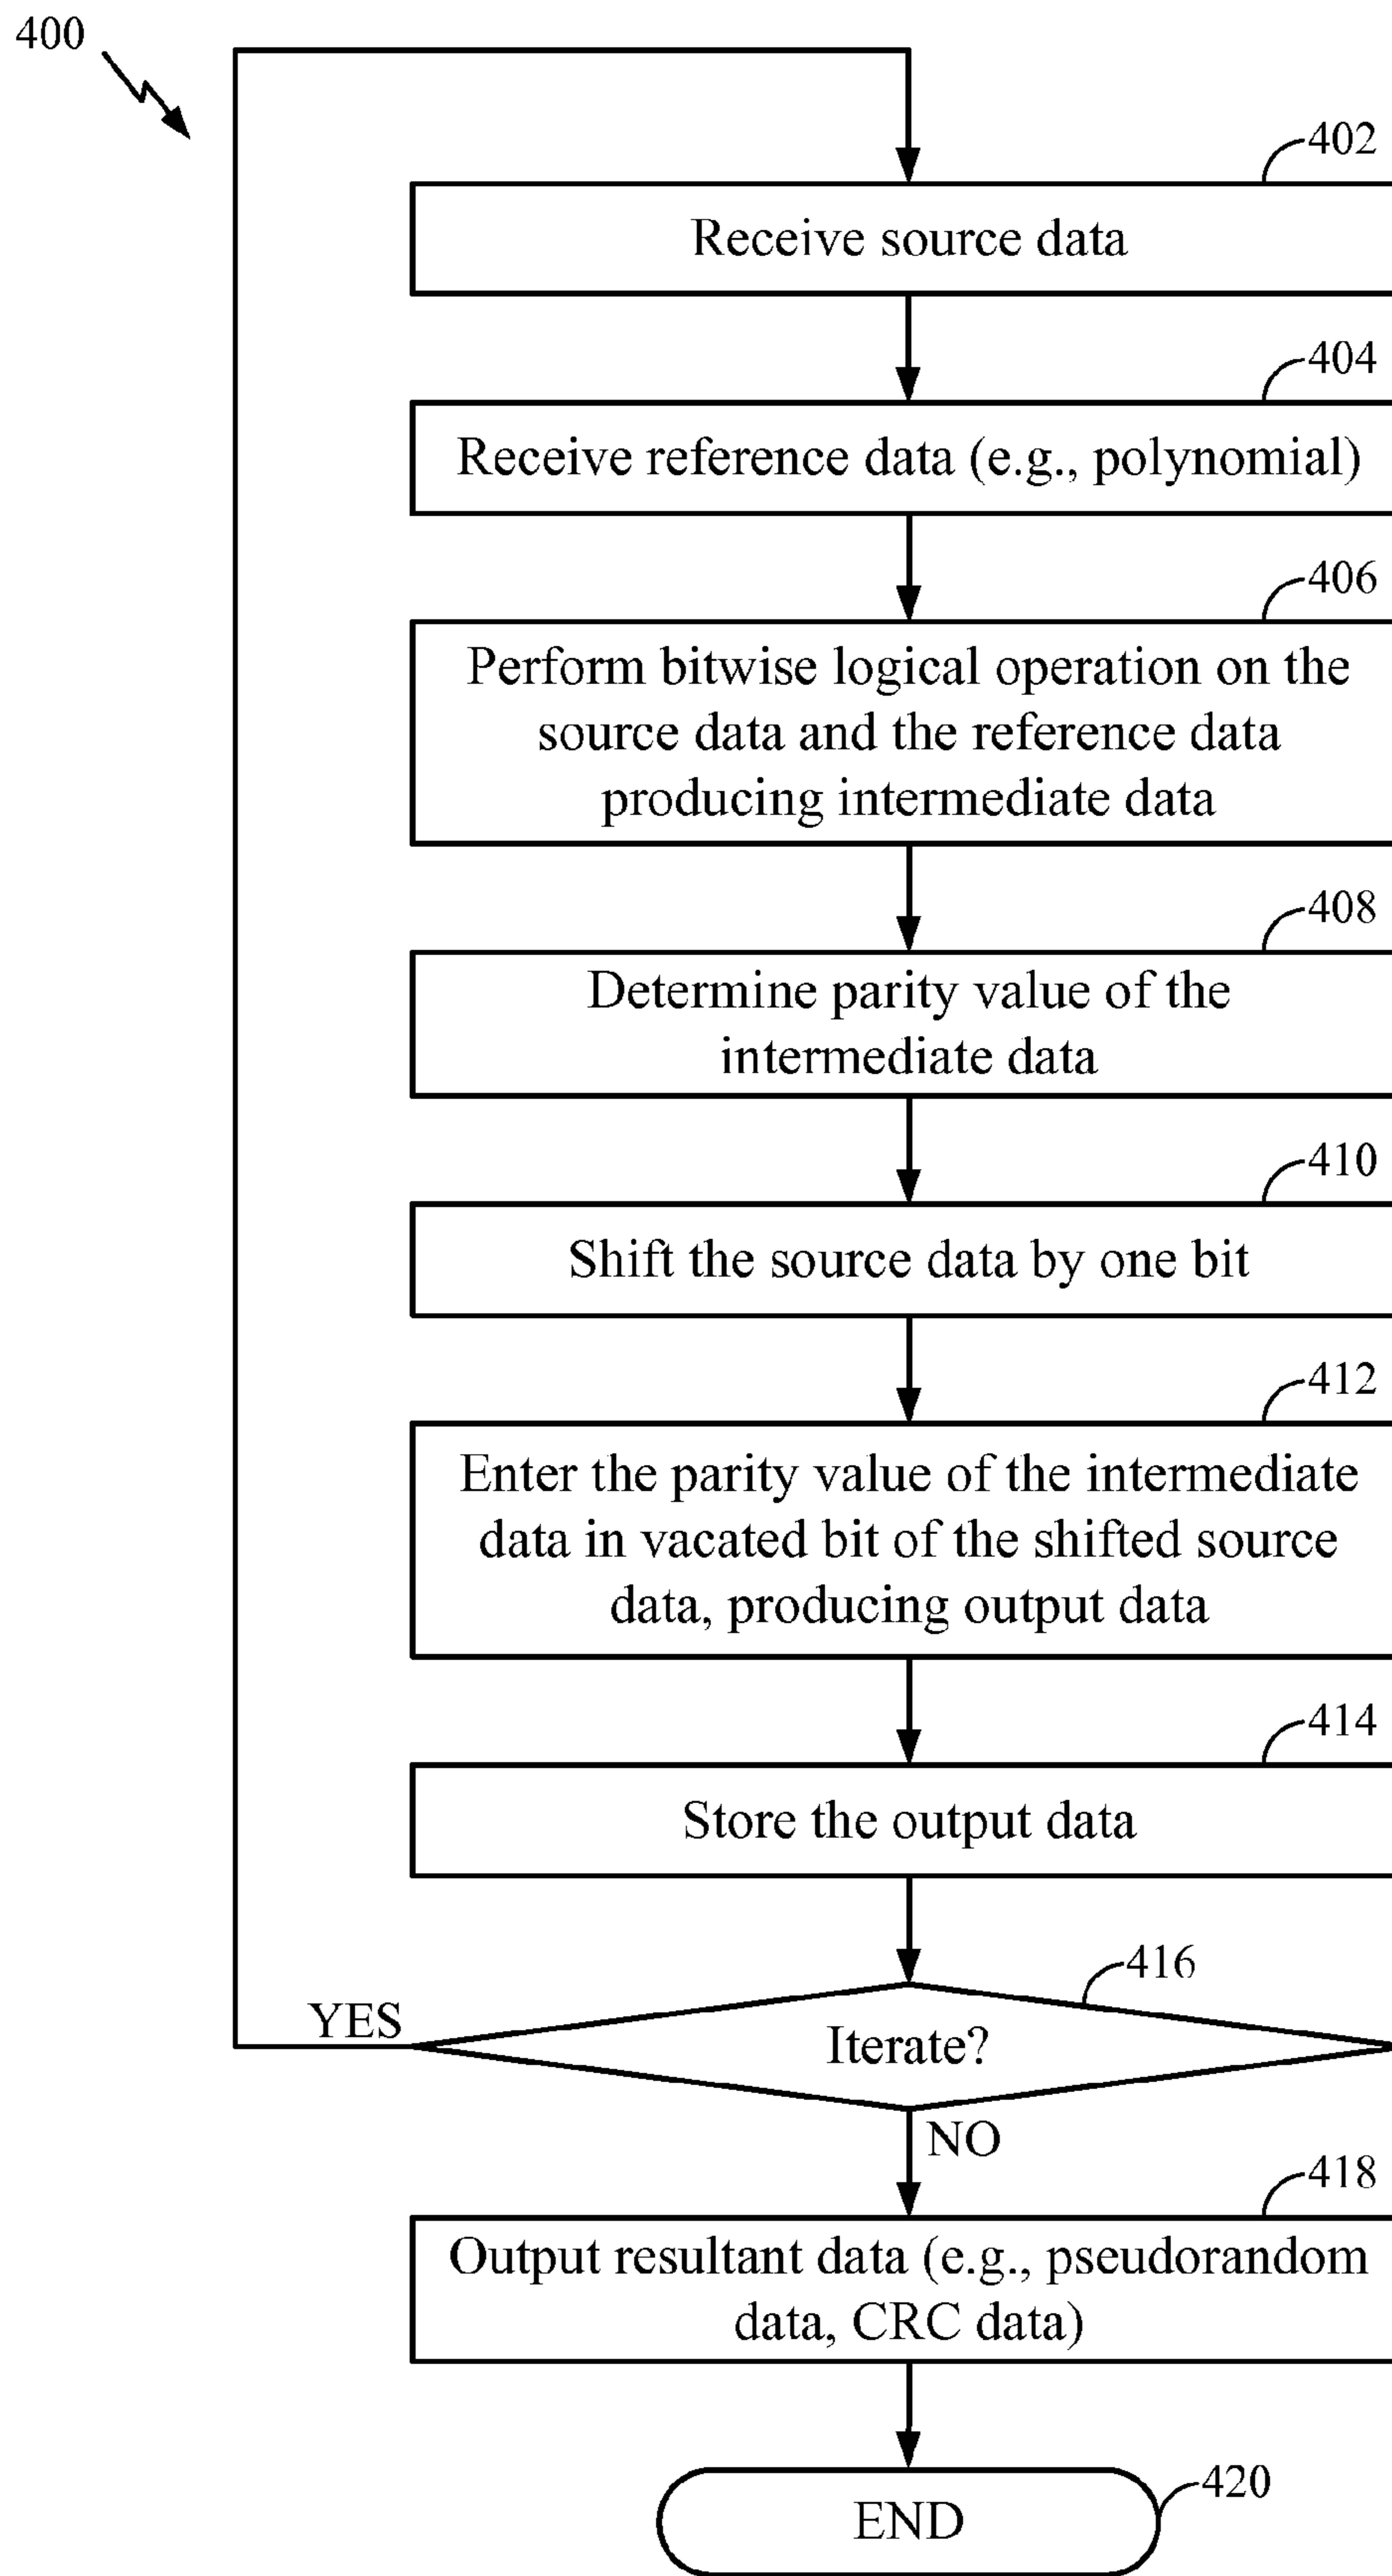 400
402
Receive source data
404
Receive reference data (e.g., polynomial)
406
Perform bitwise logical operation on the
source data and the reference data
producing intermediate data
408
Determine parity value of the
intermediate data
410
Shift the source data by one bit
412
Enter the parity value of the intermediate
data in vacated bit of the shifted source
data, producing output data
414
Store the output data
416
YES
Iterate?
NO
418
Output resultant data (e.g., pseudorandom
data, CRC data)
420
END